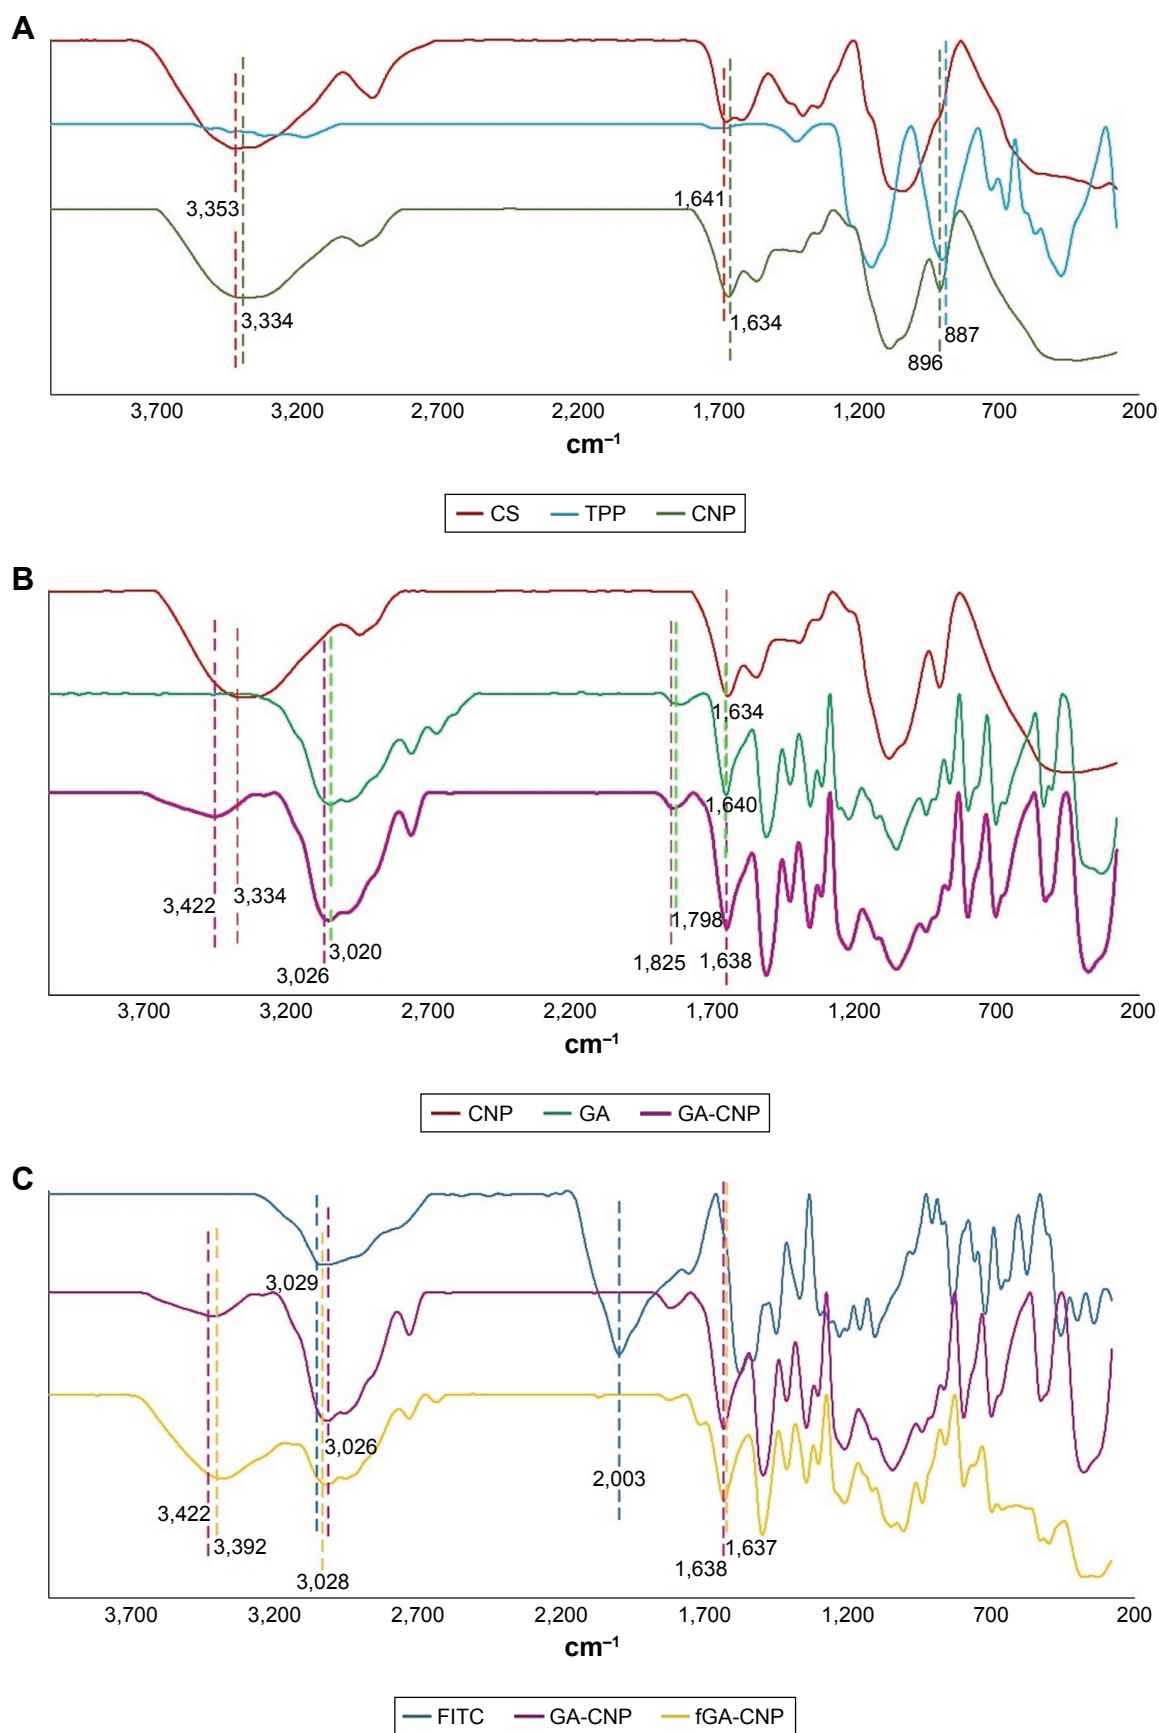 A
3,353
1,641
3,334
1,634
887
896
3,700 3,200 2,700 2,200 1,700 1,200 700 200
cm–1
CS TPP CNP
B
1,634
1,640
3,422 3,334
1,798
3,020
1,825 1,638
3,026
3,700 3,200 2,700 2,200 1,700 1,200 700 200
cm–1
CNP GA GA-CNP
C
3,029
3,026
2,003
3,422
3,392
1,637
1,638
3,028
3,700 3,200 2,700 2,200 1,700 1,200 700 200
cm–1
FITC GA-CNP fGA-CNP